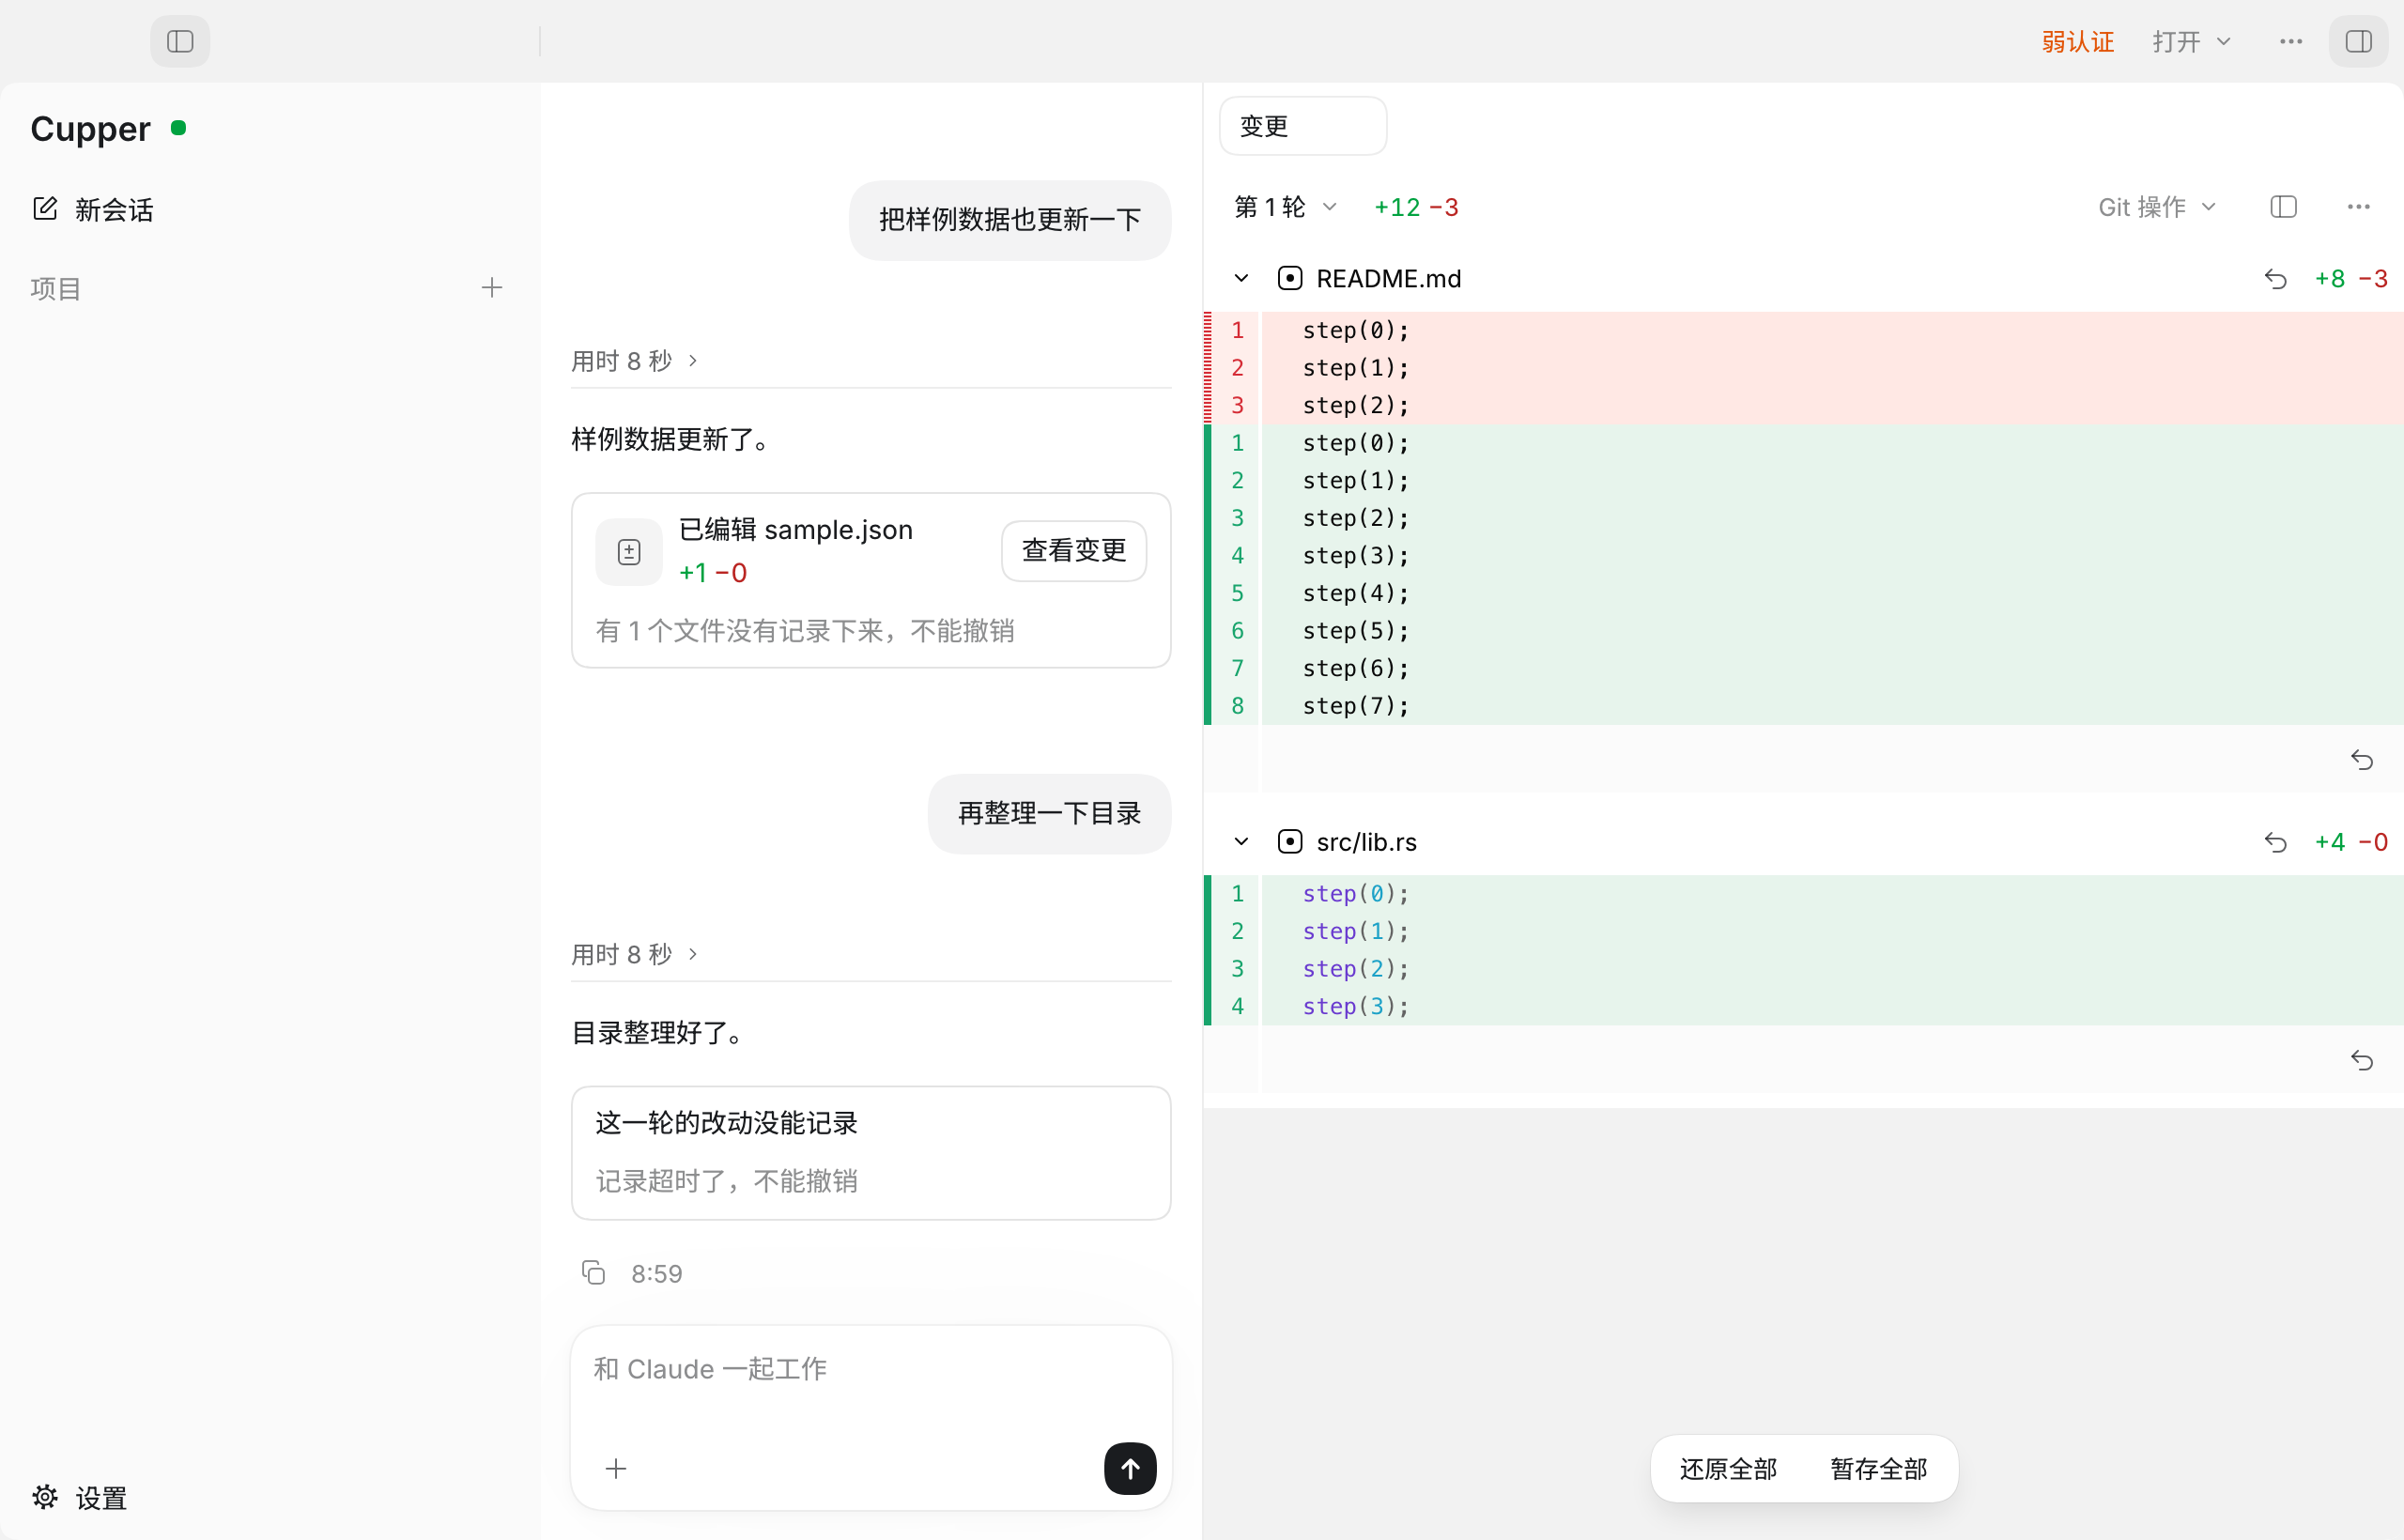 弱认证
打开
Cupper
新会话
项目
设置
把样例数据也更新一下
用时 8 秒
样例数据更新了。
已编辑 sample.json
+1 −0
查看变更
有 1 个文件没有记录下来，不能撤销
再整理一下目录
用时 8 秒
目录整理好了。
这一轮的改动没能记录
记录超时了，不能撤销
8:59
和 Claude 一起工作
变更
第 1 轮 +12 −3
Git 操作
README.md +8 −3
1 step(0);
2 step(1);
3 step(2);
1 step(0);
2 step(1);
3 step(2);
4 step(3);
5 step(4);
6 step(5);
7 step(6);
8 step(7);
src/lib.rs +4 −0
1 step(0);
2 step(1);
3 step(2);
4 step(3);
还原全部 暂存全部